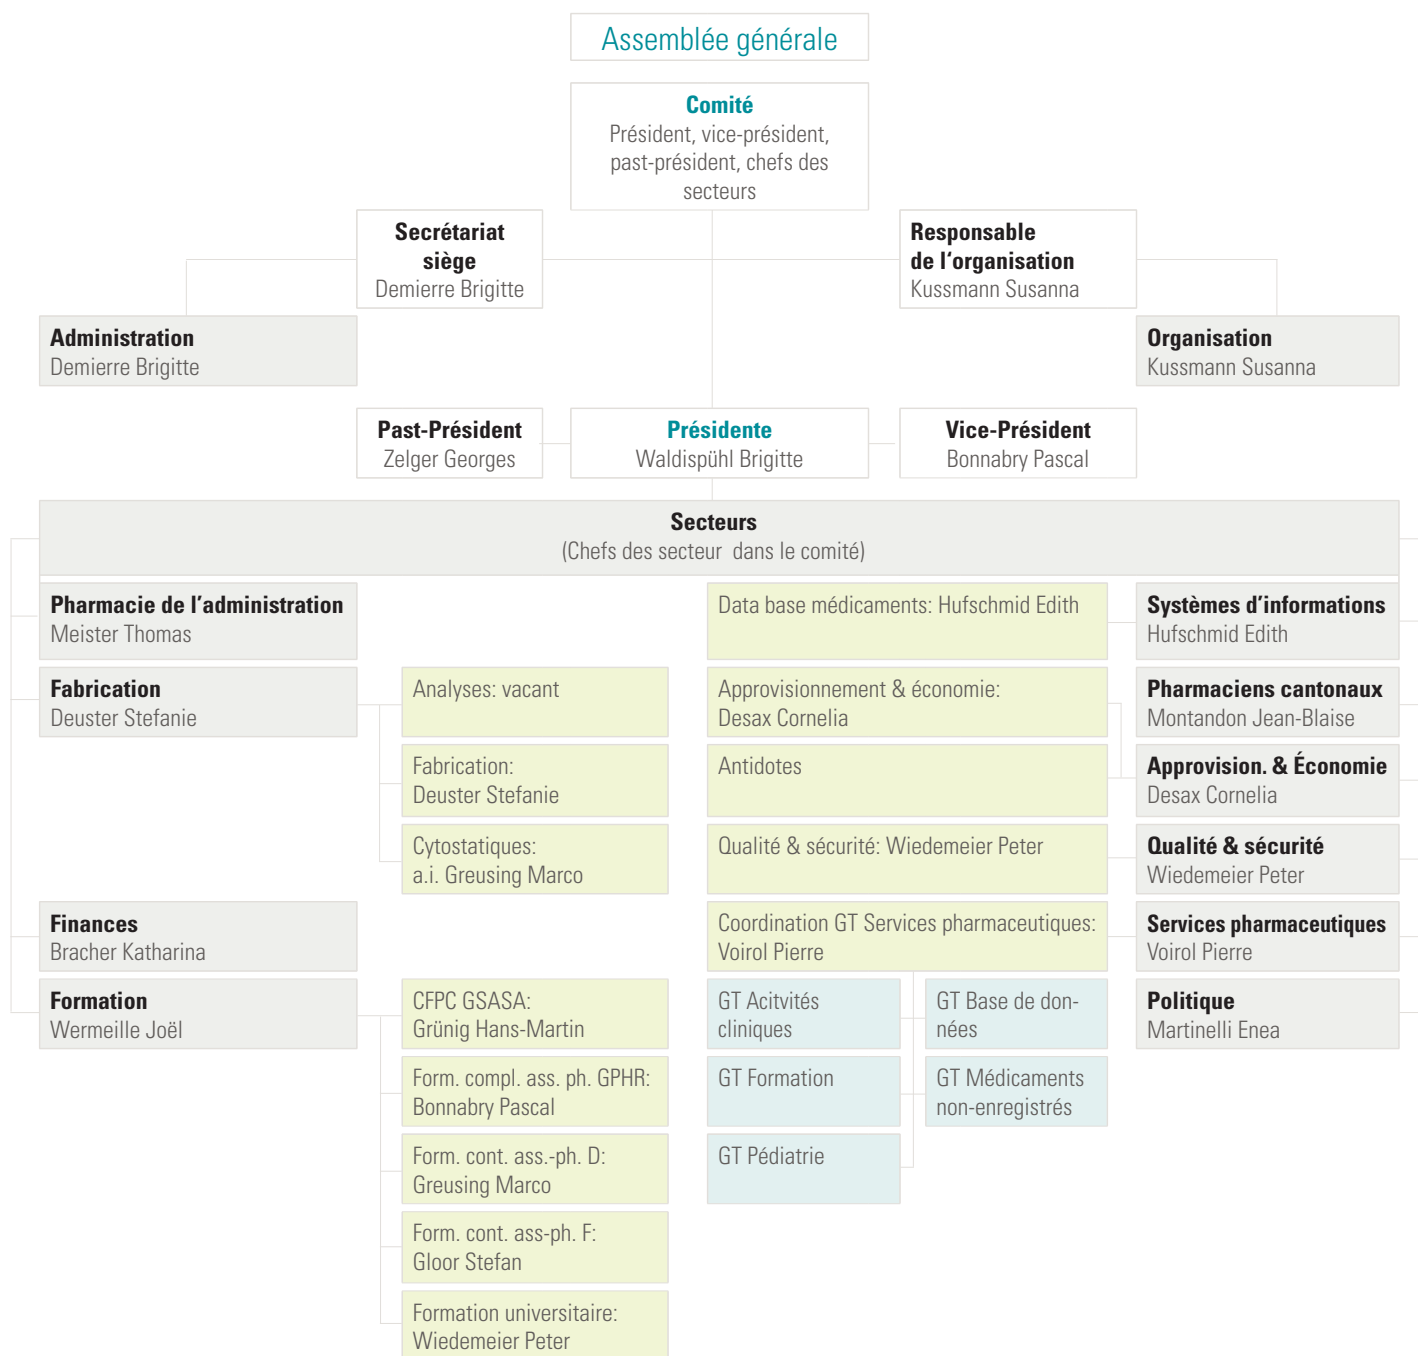 Assemblée générale
Comité
Président, vice-président,
past-président, chefs des
secteurs
Secrétariat
siège
Demierre Brigitte
Responsable
de l‘organisation
Kussmann Susanna
Administration
Demierre Brigitte
Organisation
Kussmann Susanna
Past-Président
Zelger Georges
Présidente
Waldispühl Brigitte
Vice-Président
Bonnabry Pascal
Secteurs
(Chefs des secteur dans le comité)
Pharmacie de l’administration
Meister Thomas
Data base médicaments: Hufschmid Edith
Systèmes d’informations
Hufschmid Edith
Fabrication
Deuster Stefanie
Analyses: vacant
Approvisionnement & économie:
Desax Cornelia
Pharmaciens cantonaux
Montandon Jean-Blaise
Fabrication:
Deuster Stefanie
Antidotes
Approvision. & Économie
Desax Cornelia
Cytostatiques:
a.i. Greusing Marco
Qualité & sécurité: Wiedemeier Peter
Qualité & sécurité
Wiedemeier Peter
Finances
Bracher Katharina
Coordination GT Services pharmaceutiques:
Voirol Pierre
Services pharmaceutiques
Voirol Pierre
Formation
Wermeille Joël
CFPC GSASA:
Grünig Hans-Martin
GT Acitvités
cliniques
GT Base de don-
nées
Politique
Martinelli Enea
Form. compl. ass. ph. GPHR:
Bonnabry Pascal
GT Formation
GT Médicaments
non-enregistrés
Form. cont. ass.-ph. D:
Greusing Marco
GT Pédiatrie
Form. cont. ass-ph. F:
Gloor Stefan
Formation universitaire:
Wiedemeier Peter